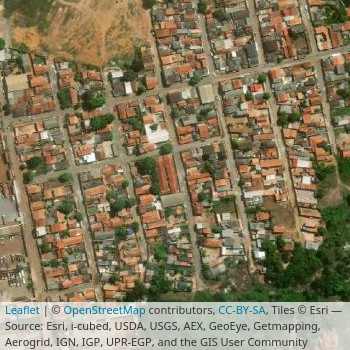 Leaflet | © OpenStreetMap contributors, CC-BY-SA, Tiles © Esri —
Source: Esri, i-cubed, USDA, USGS, AEX, GeoEye, Getmapping,
Aerogrid, IGN, IGP, UPR-EGP, and the GIS User Community